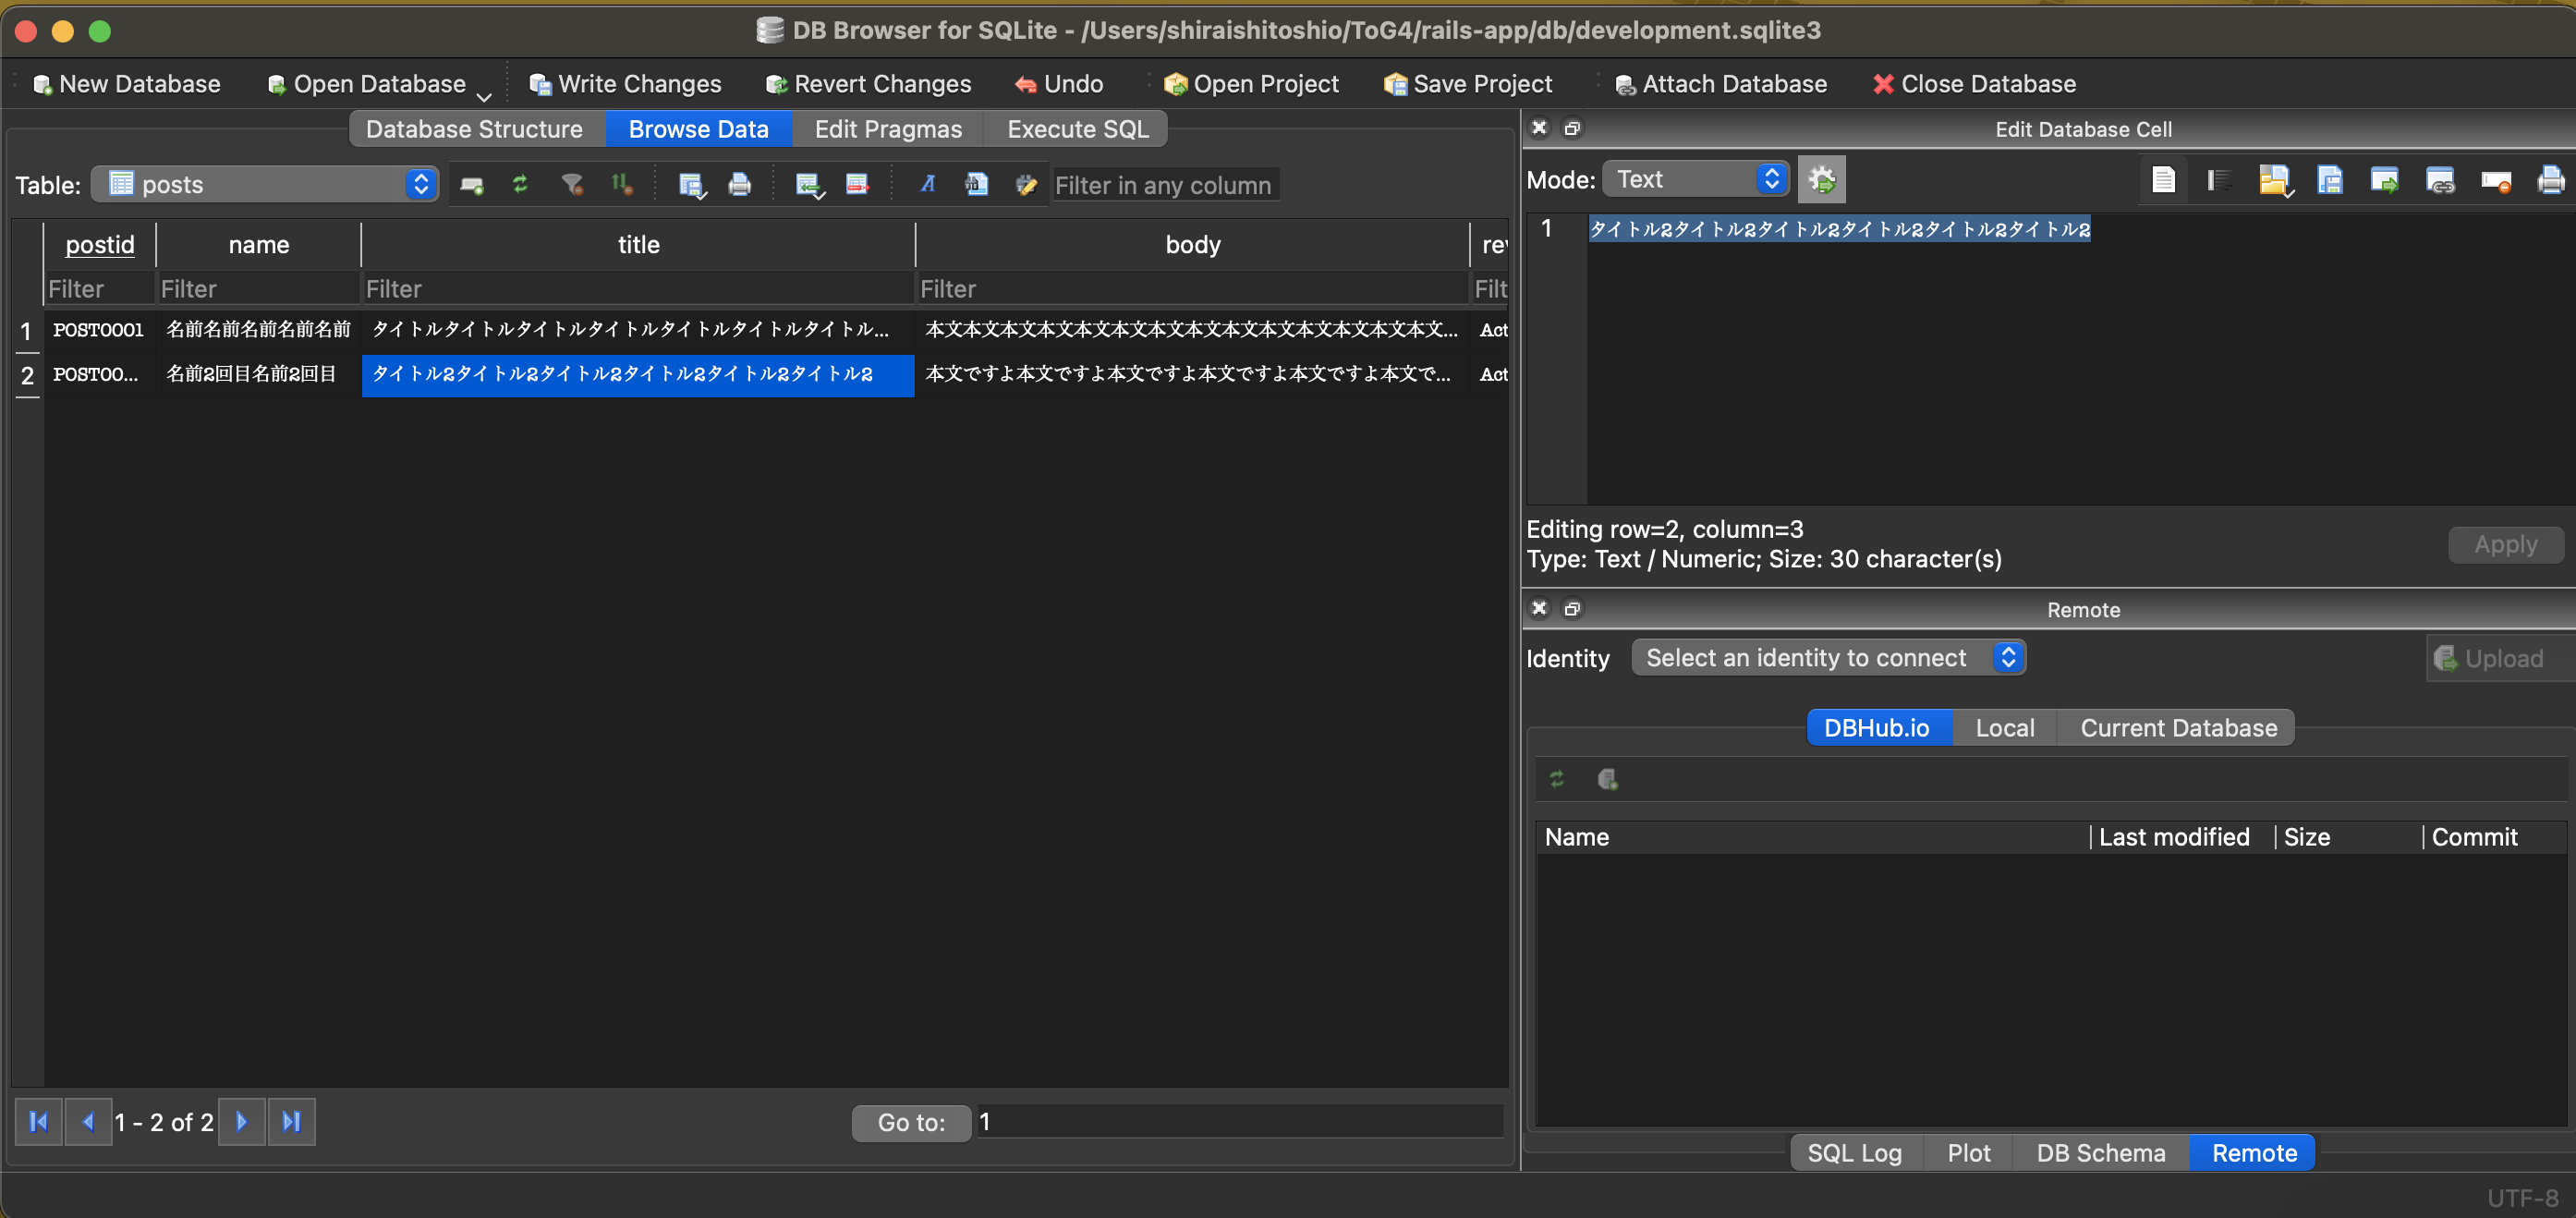 DB Browser for SQLite - /Users/shiraishitoshio/ToG4/rails-app/db/development.sqlite3
New Database Open Database Write Changes Revert Changes Undo Open Project Save Project Attach Database Close Database
Database Structure Browse Data Edit Pragmas Execute SQL
Table: posts Filter in any column
postid name title body rev
Filter Filter Filter Filter Filt
1 POST0001 名前名前名前名前名前 タイトルタイトルタイトルタイトルタイトルタイトルタイトル... 本文本文本文本文本文本文本文本文本文本文本文本文本文本文... Act
2 POST00... 名前2回目名前2回目 タイトル2タイトル2タイトル2タイトル2タイトル2タイトル2 本文ですよ本文ですよ本文ですよ本文ですよ本文ですよ本文で... Act
1 - 2 of 2 Go to: 1
Edit Database Cell
Mode: Text
1 タイトル2タイトル2タイトル2タイトル2タイトル2タイトル2
Editing row=2, column=3
Type: Text / Numeric; Size: 30 character(s)
Apply
Remote
Identity Select an identity to connect Upload
DBHub.io Local Current Database
Name Last modified Size Commit
SQL Log Plot DB Schema Remote
UTF-8